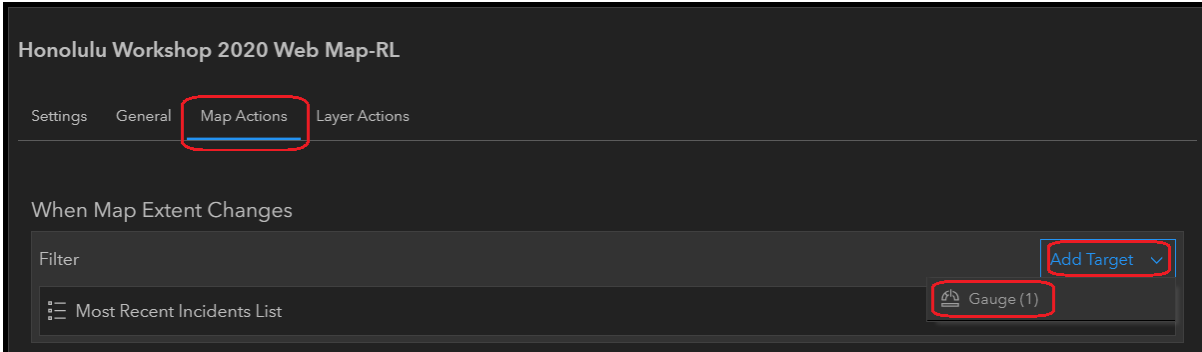 Honolulu Workshop 2020 Web Map-RL
Settings General Map Actions Layer Actions
When Map Extent Changes
Filter Add Target
Gauge (1)
Most Recent Incidents List